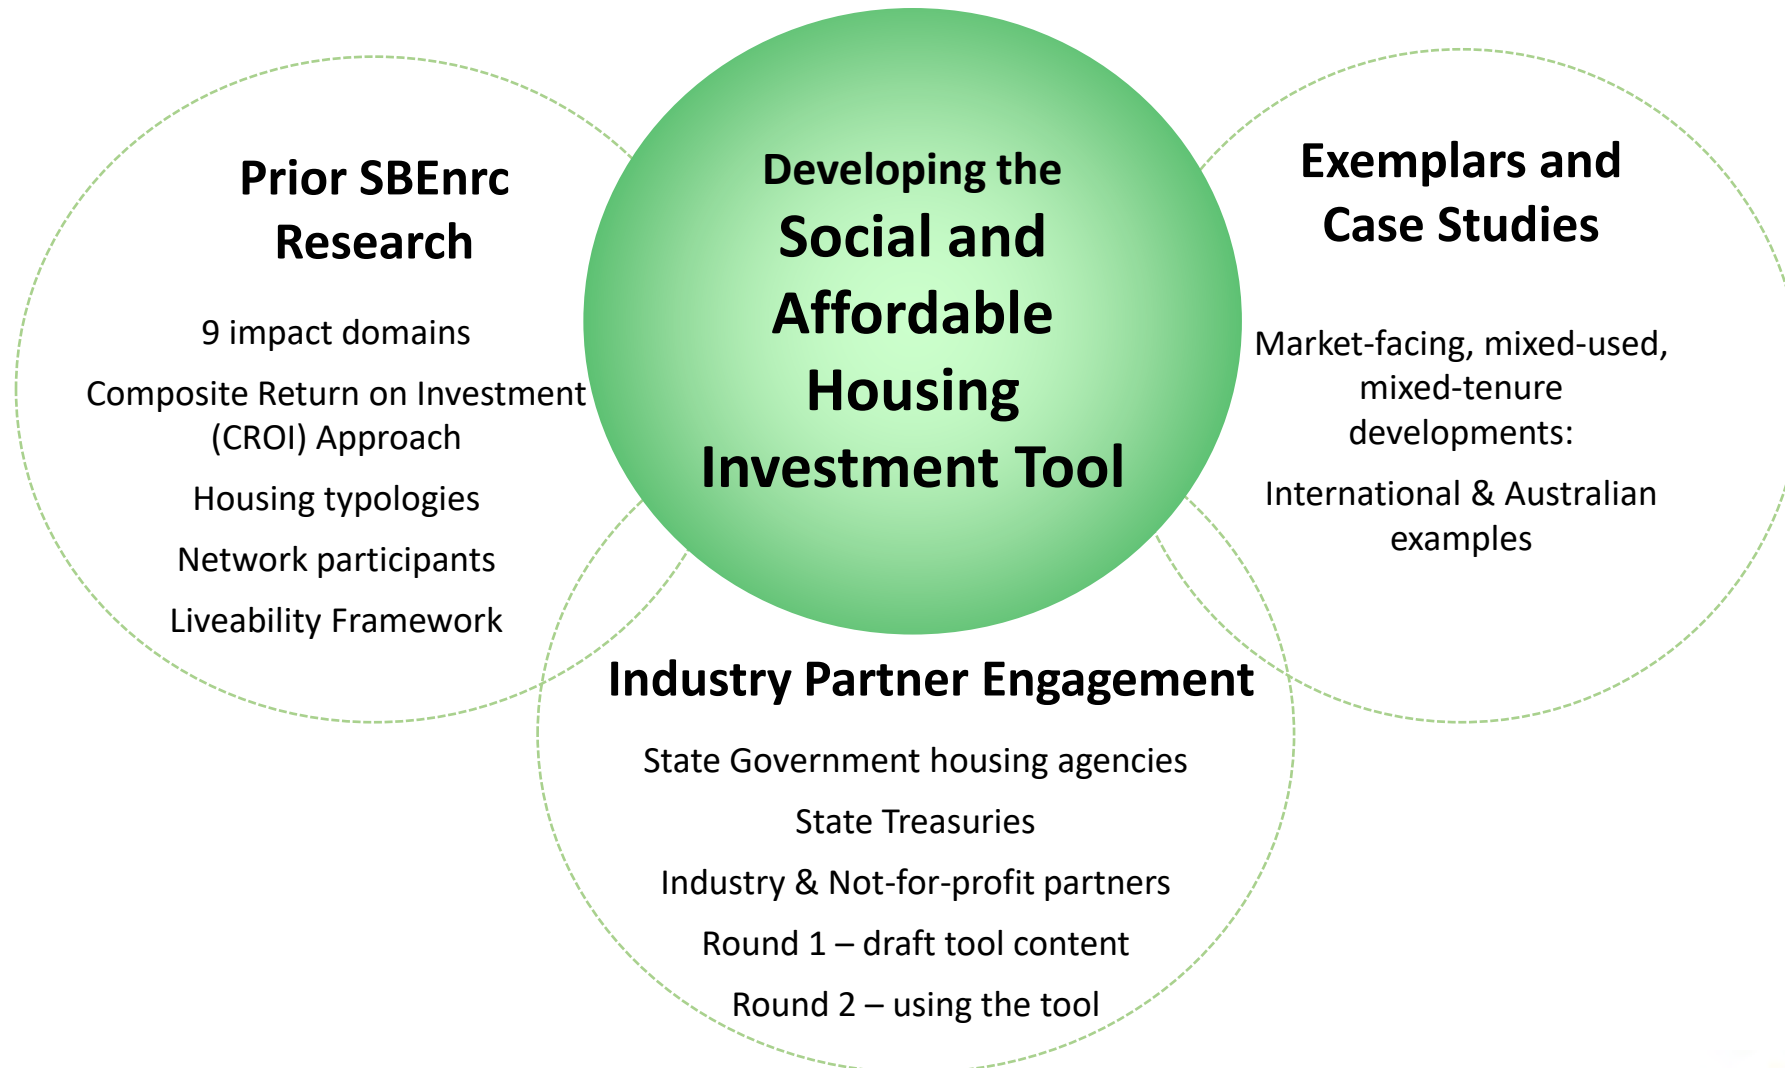 Prior SBEnrc
Research
9 impact domains
Composite Return on Investment
(CROI) Approach
Housing typologies
Network participants
Liveability Framework
Developing the
Social and
Affordable
Housing
Investment Tool
Exemplars and
Case Studies
Market-facing, mixed-used,
mixed-tenure
developments:
International & Australian
examples
Industry Partner Engagement
State Government housing agencies
State Treasuries
Industry & Not-for-profit partners
Round 1 – draft tool content
Round 2 – using the tool